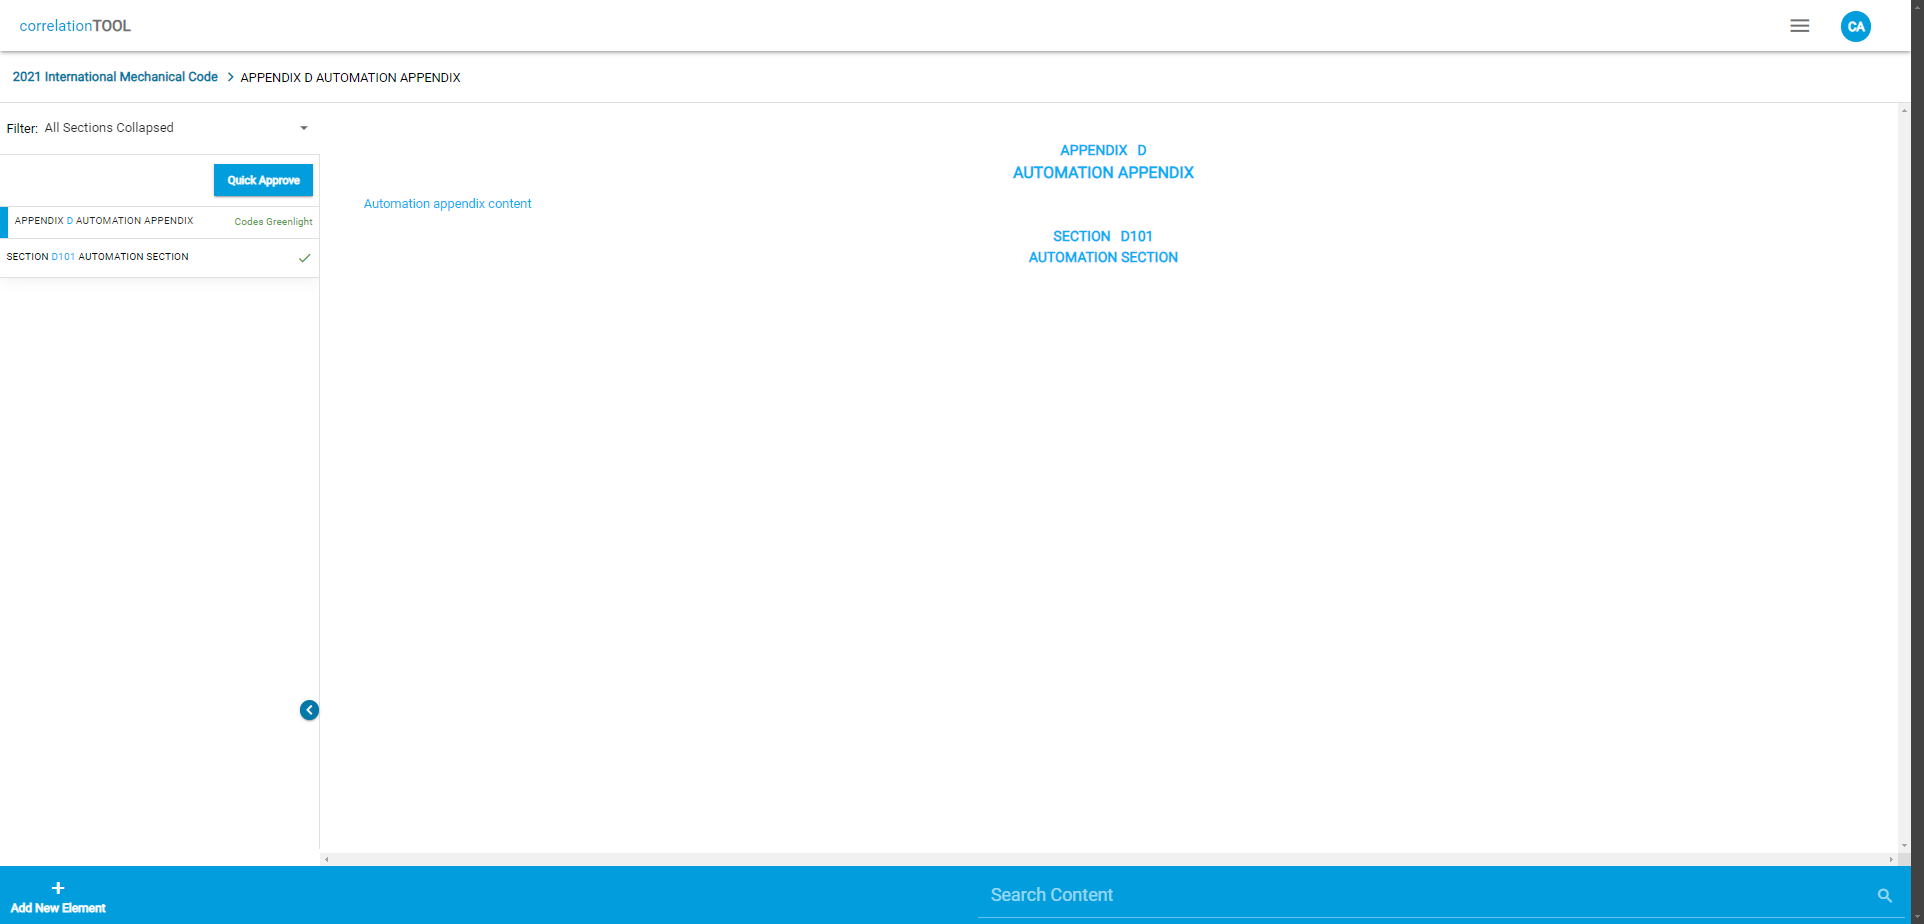 correlationTOOL
CA
2021 International Mechanical Code > APPENDIX D AUTOMATION APPENDIX
Filter: All Sections Collapsed
Quick Approve
APPENDIX D AUTOMATION APPENDIX Codes Greenlight
SECTION D101 AUTOMATION SECTION
APPENDIX D
AUTOMATION APPENDIX
Automation appendix content
SECTION D101
AUTOMATION SECTION
Add New Element
Search Content